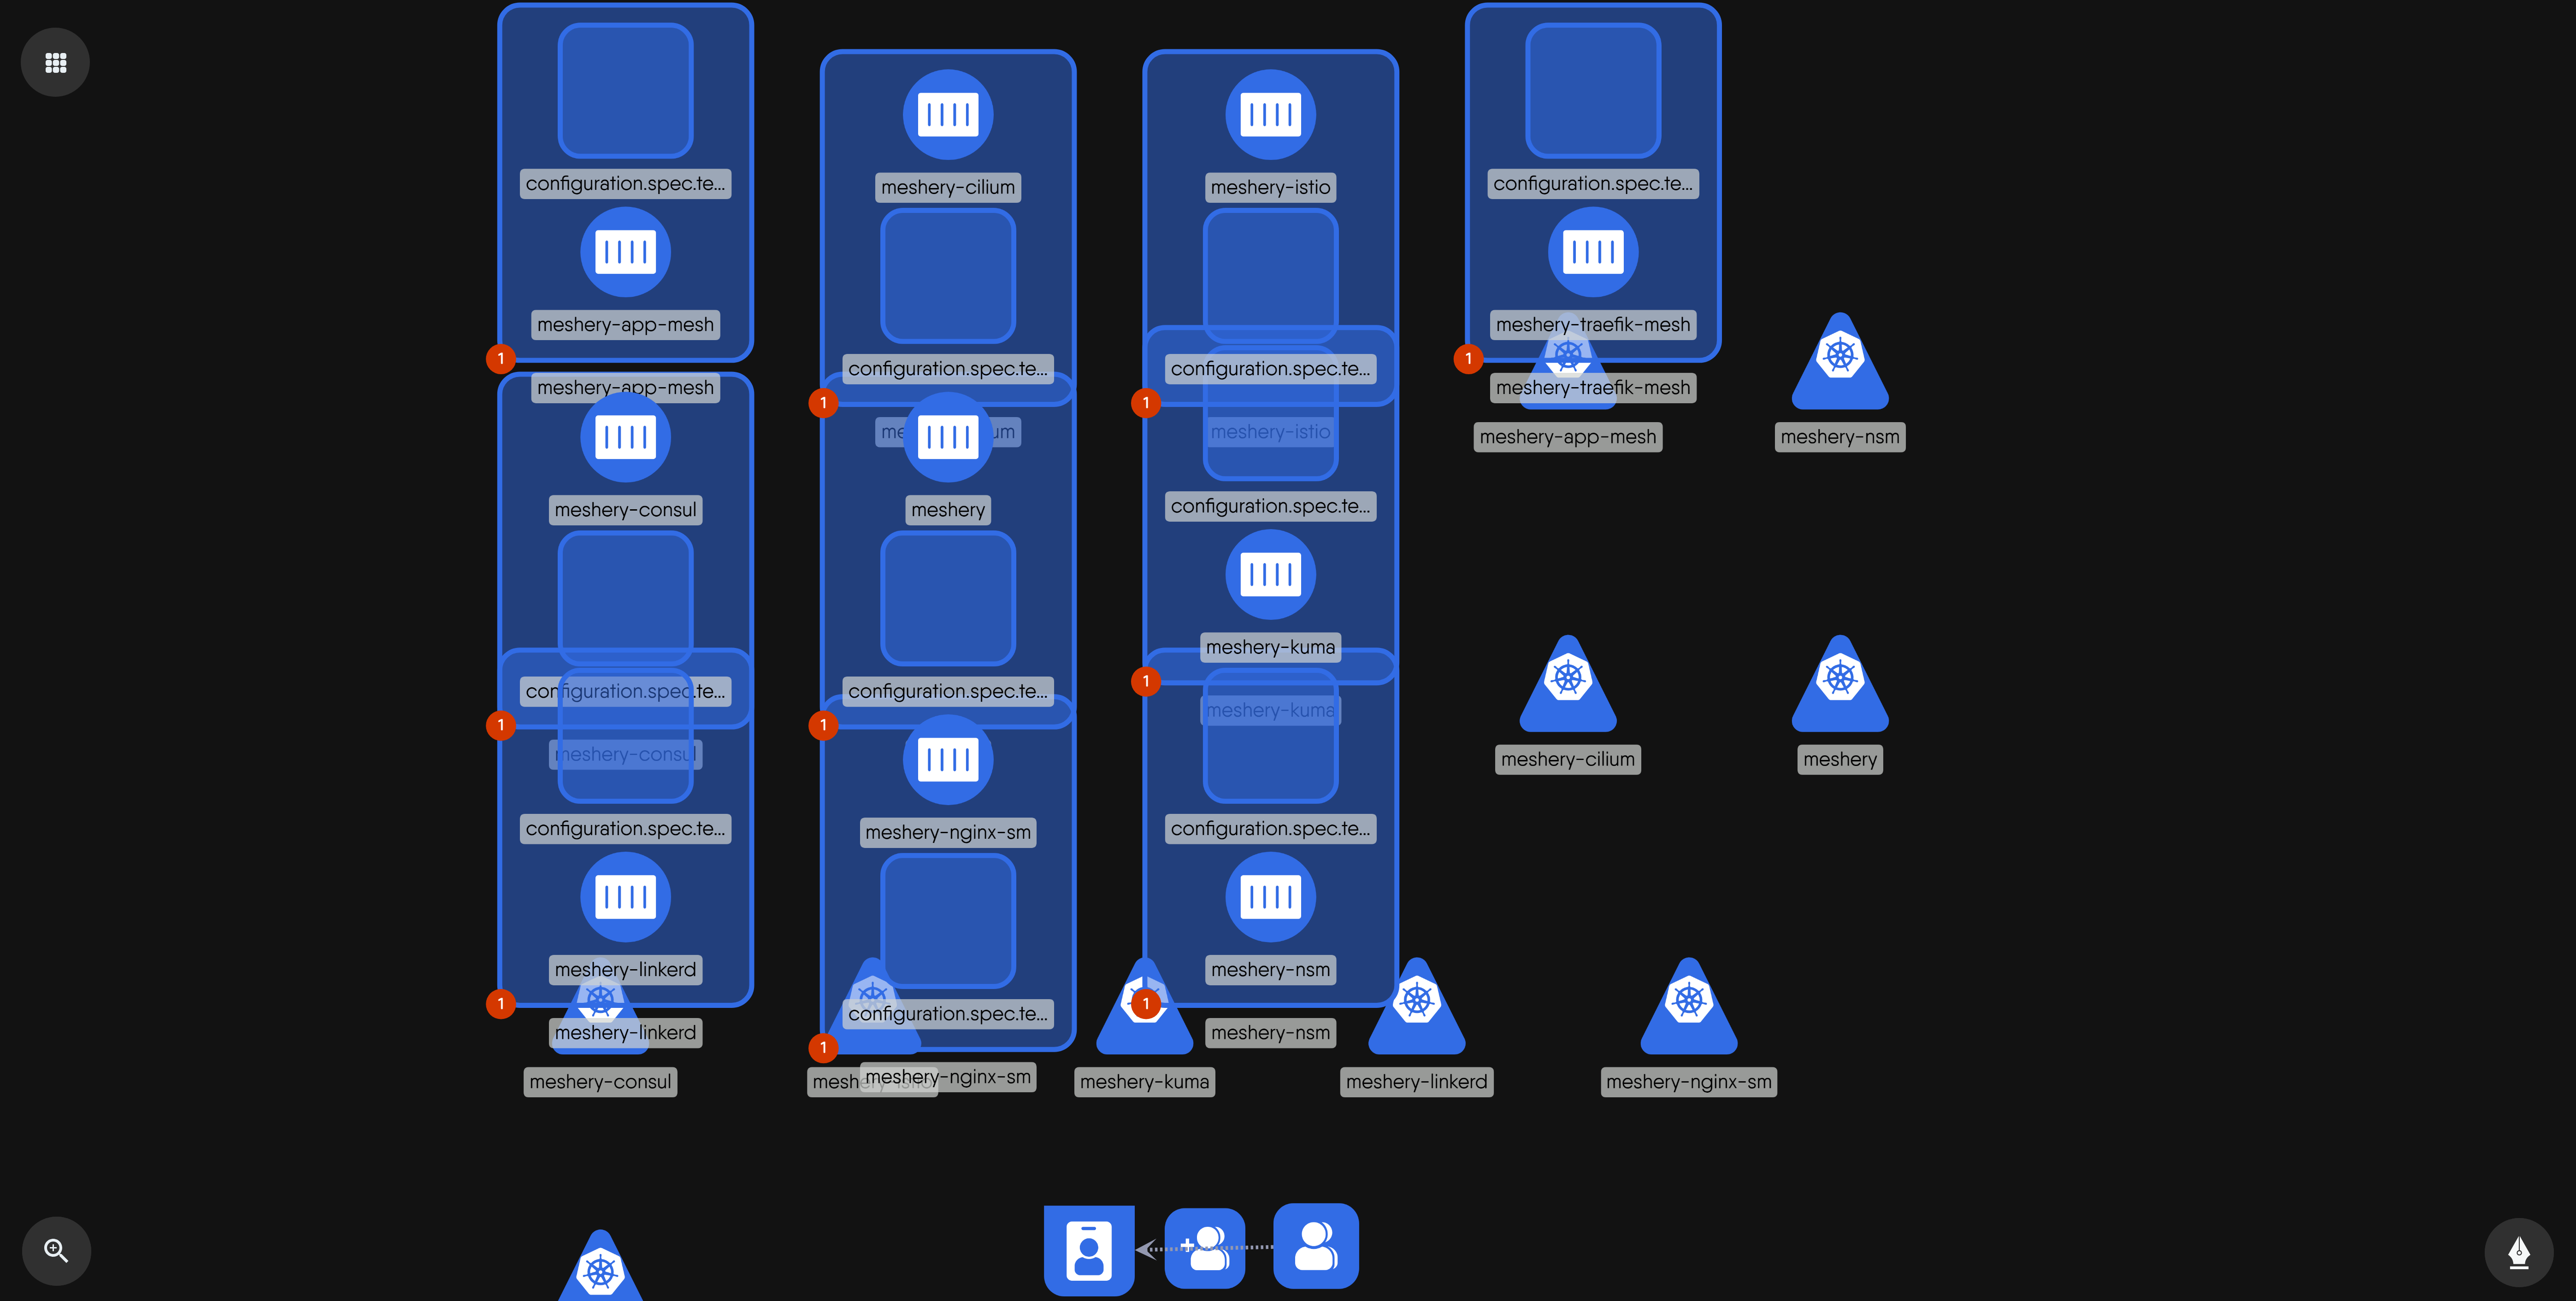 configuration.spec.te...
meshery-app-mesh
1
meshery-app-mesh
meshery-consul
configuration.spec.te...
1
meshery-consul
configuration.spec.te...
meshery-linkerd
1
meshery-linkerd
meshery-consul
meshery-cilium
configuration.spec.te...
1
meshery
configuration.spec.te...
1
meshery-nginx-sm
configuration.spec.te...
1
meshery-nginx-sm
meshery-istio
configuration.spec.te...
1
meshery-istio
configuration.spec.te...
meshery-kuma
1
meshery-kuma
configuration.spec.te...
meshery-nsm
1
meshery-nsm
meshery-kuma
configuration.spec.te...
meshery-traefik-mesh
1
meshery-traefik-mesh
meshery-app-mesh
meshery-nsm
meshery-cilium
meshery
meshery-linkerd
meshery-nginx-sm